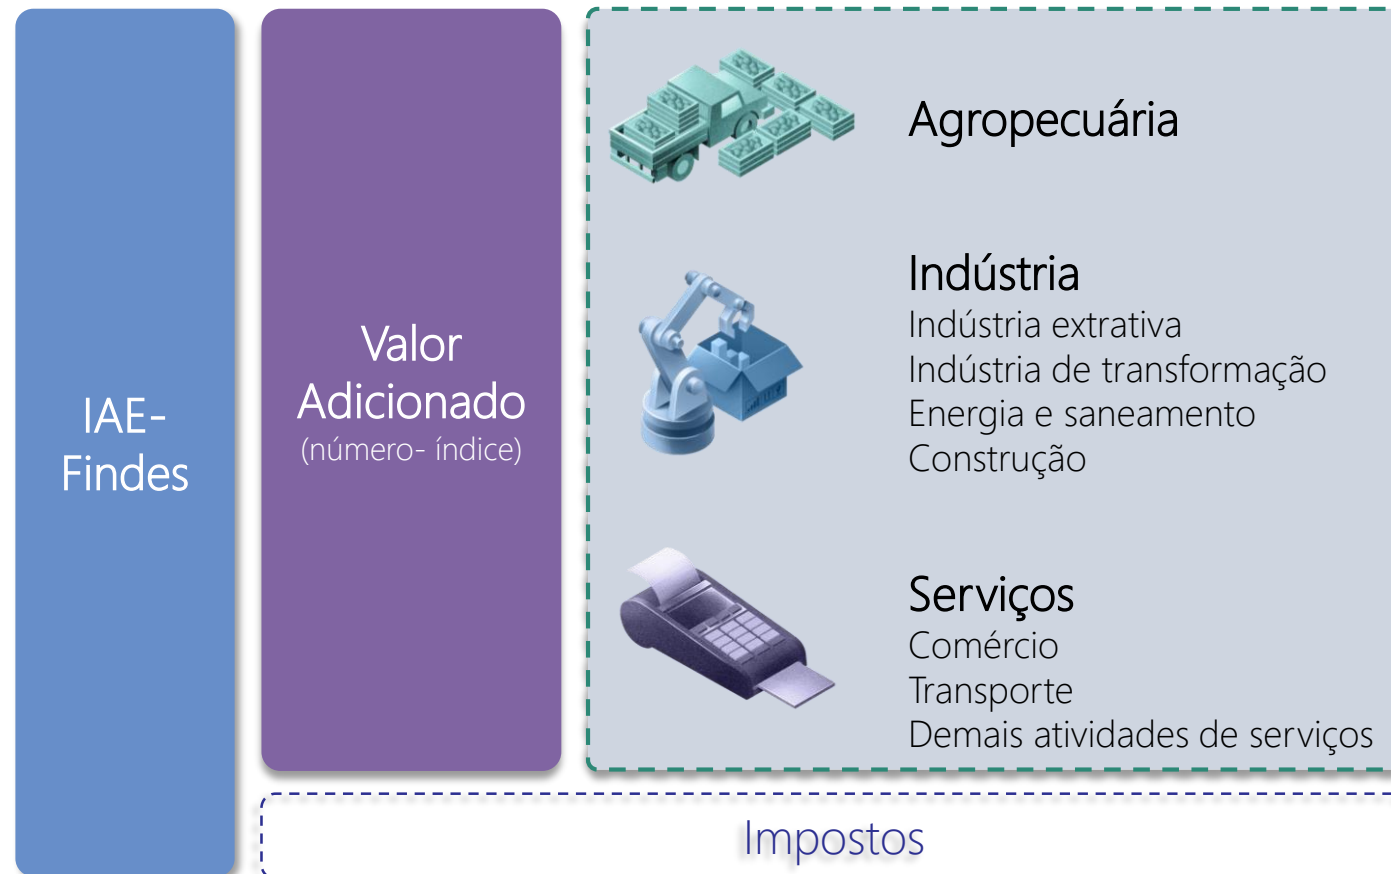 IAE-
Findes
Valor
Adicionado
(número- índice)
Agropecuária
Indústria
Indústria extrativa
Indústria de transformação
Energia e saneamento
Construção
Serviços
Comércio
Transporte
Demais atividades de serviços
Impostos